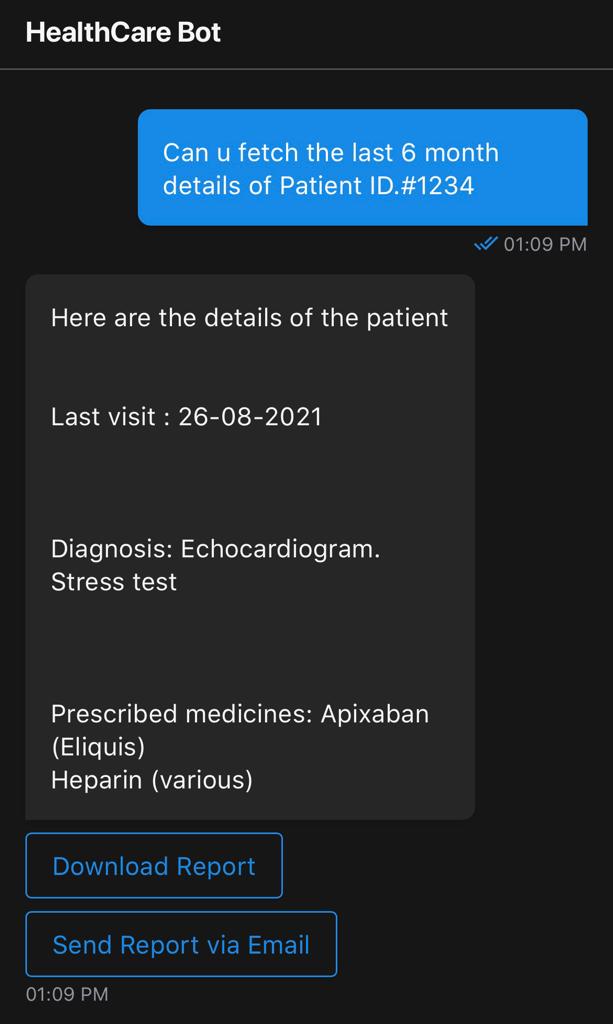 HealthCare Bot
Can u fetch the last 6 month
details of Patient ID.#1234
01:09 PM
Here are the details of the patient
Last visit : 26-08-2021
Diagnosis: Echocardiogram.
Stress test
Prescribed medicines: Apixaban
(Eliquis)
Heparin (various)
Download Report
Send Report via Email
01:09 PM